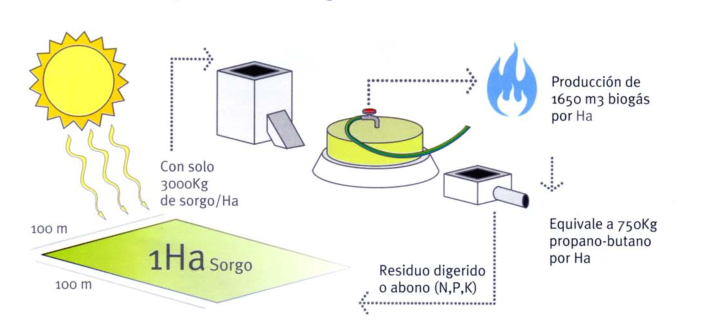 Producción de
1650 m3 biogás
por Ha
Con solo
3000Kg
de sorgo/Ha
100 m
1Ha Sorgo
100 m
Equivale a 750Kg
propano-butano
por Ha
Residuo digerido
o abono (N,P,K)